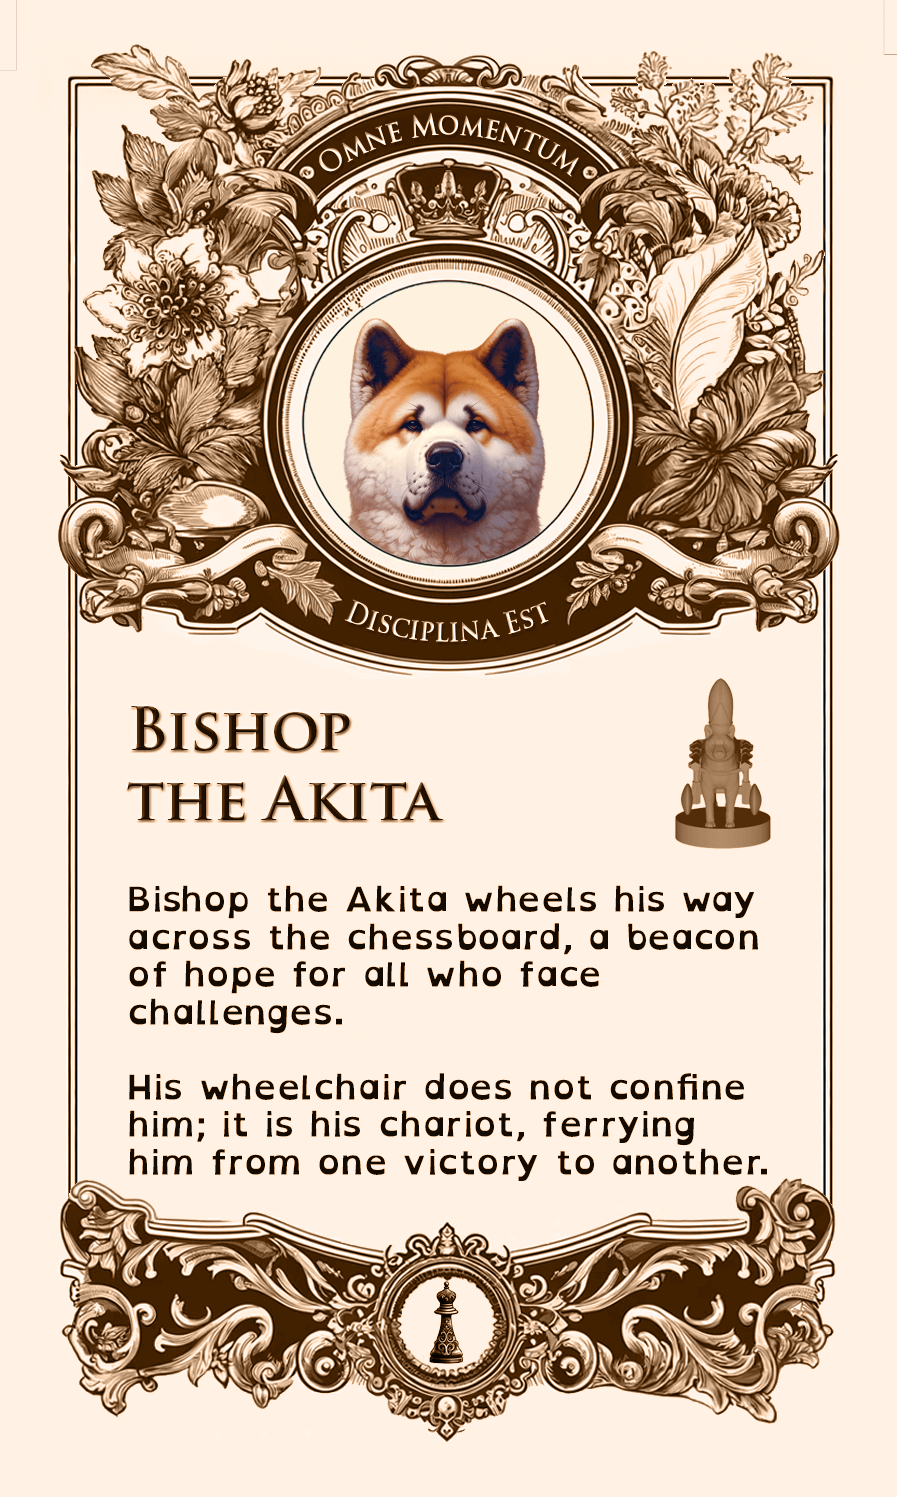 Omne Momentum
Disciplina Est
Bishop
the Akita
Bishop the Akita wheels his way
across the chessboard, a beacon
of hope for all who face
challenges.
His wheelchair does not confine
him; it is his chariot, ferrying
him from one victory to another.